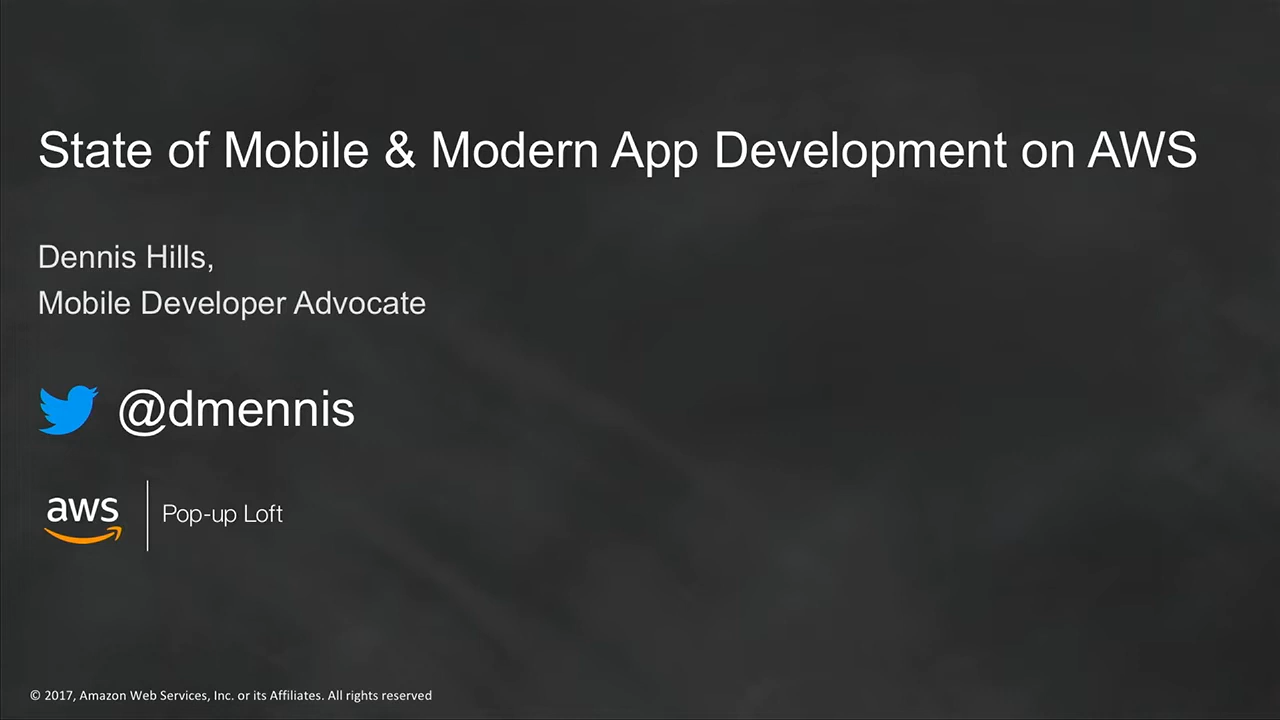 State of Mobile & Modern App Development on AWS
Dennis Hills,
Mobile Developer Advocate
@dmennis
aws
Pop-up Loft
© 2017, Amazon Web Services, Inc. or its Affiliates. All rights reserved